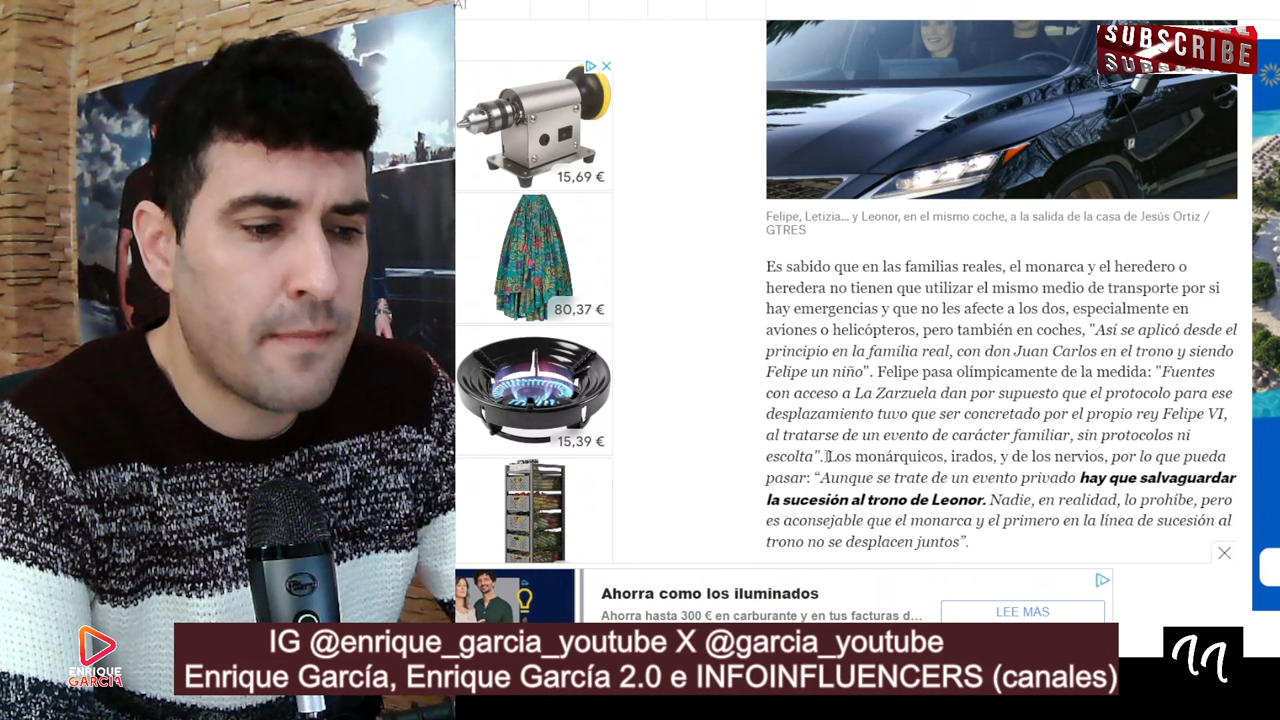 SUBSCRIBE
15,69 €
80,37 €
15,39 €
Felipe, Letizia... y Leonor, en el mismo coche, a la salida de la casa de Jesús Ortiz /
GTRES
Es sabido que en las familias reales, el monarca y el heredero o
heredera no tienen que utilizar el mismo medio de transporte por si
hay emergencias y que no les afecte a los dos, especialmente en
aviones o helicópteros, pero también en coches, "Así se aplicó desde el
principio en la familia real, con don Juan Carlos en el trono y siendo
Felipe un niño". Felipe pasa olímpicamente de la medida: "Fuentes
con acceso a La Zarzuela dan por supuesto que el protocolo para ese
desplazamiento tuvo que ser concretado por el propio rey Felipe VI,
al tratarse de un evento de carácter familiar, sin protocolos ni
escolta". Los monárquicos, irados, y de los nervios, por lo que pueda
pasar: “Aunque se trate de un evento privado hay que salvaguardar
la sucesión al trono de Leonor. Nadie, en realidad, lo prohíbe, pero
es aconsejable que el monarca y el primero en la línea de sucesión al
trono no se desplacen juntos”.
Ahorra como los iluminados
Ahorra hasta 300 € en carburante y en tus facturas d...
LEE MÁS
IG @enrique_garcia_youtube X @garcia_youtube
Enrique García, Enrique García 2.0 e INFOINFLUENCERS (canales)
ENRIQUE
GARCÍA